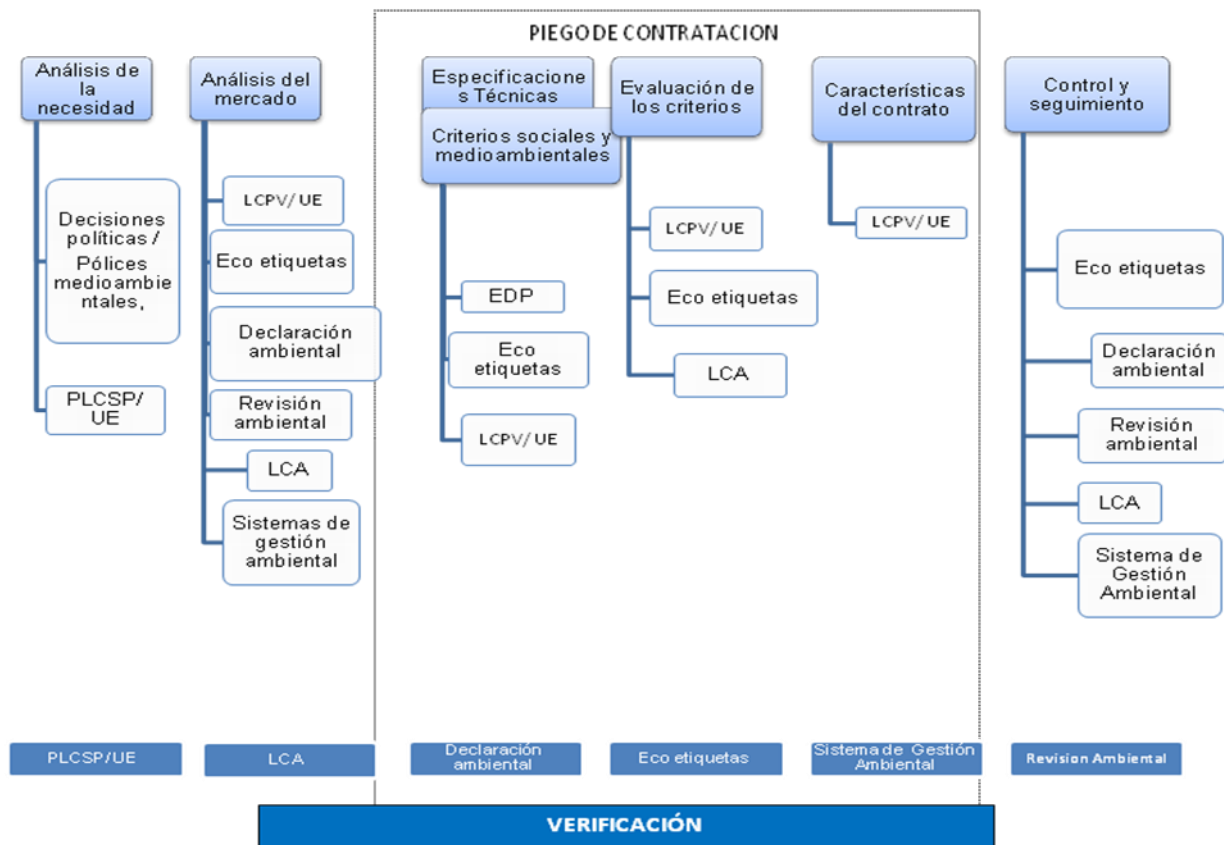 PIEGO DE CONTRATACION
Análisis de
la
necesidad
Decisiones
políticas /
Pólices
medioambie
ntales,
PLCSP/
UE
Análisis del
mercado
LCPV/ UE
Eco etiquetas
Declaración
ambiental
Revisión
ambiental
LCA
Sistemas de
gestión
ambiental
Especificacione
s Técnicas
Criterios sociales y
medioambientales
EDP
Eco
etiquetas
LCPV/ UE
Evaluación de
los criterios
LCPV/ UE
Eco etiquetas
LCA
Características
del contrato
LCPV/ UE
Control y
seguimiento
Eco etiquetas
Declaración
ambiental
Revisión
ambiental
LCA
Sistema de
Gestión
Ambiental
PLCSP/UE
LCA
Declaración
ambiental
Eco etiquetas
Sistema de Gestión
Ambiental
Revision Ambiental
VERIFICACIÓN